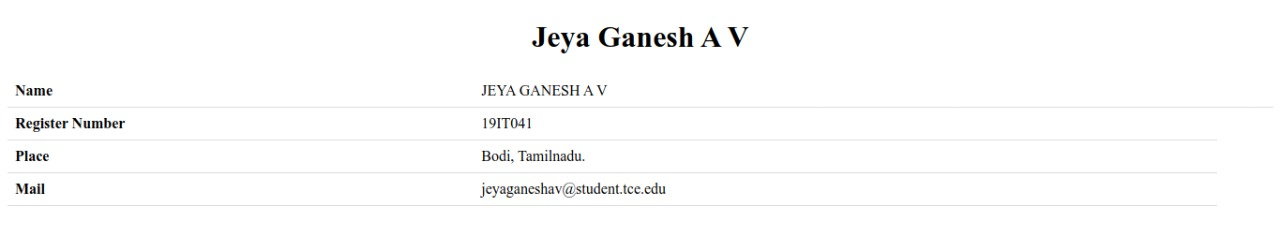 Jeya Ganesh A V
Name JEYA GANESH A V
Register Number 19IT041
Place Bodi, Tamilnadu.
Mail jeyaganeshav@student.tce.edu